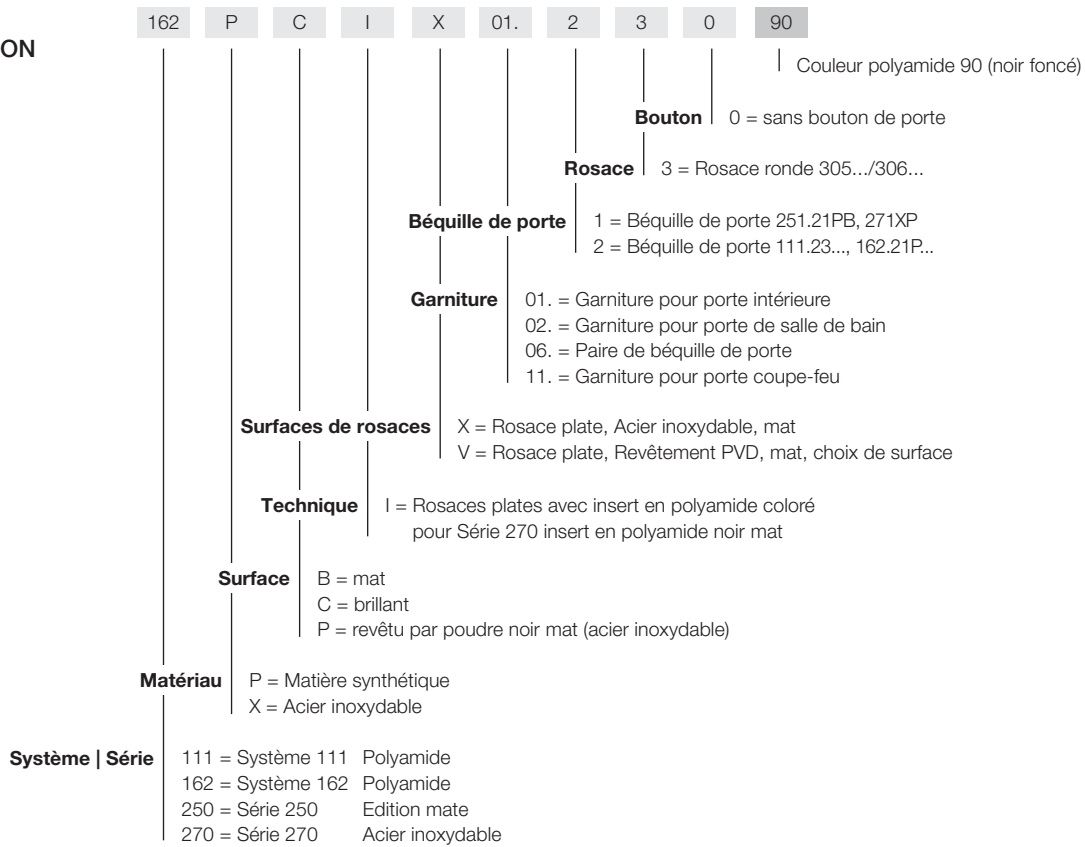 162 P C I X 01. 2 3 0 90
ON
Couleur polyamide 90 (noir foncé)
Bouton 0 = sans bouton de porte
Rosace 3 = Rosace ronde 305.../306...
Béquille de porte 1 = Béquille de porte 251.21PB, 271XP
2 = Béquille de porte 111.23..., 162.21P...
Garniture 01. = Garniture pour porte intérieure
02. = Garniture pour porte de salle de bain
06. = Paire de béquille de porte
11. = Garniture pour porte coupe-feu
Surfaces de rosaces X = Rosace plate, Acier inoxydable, mat
V = Rosace plate, Revêtement PVD, mat, choix de surface
Technique I = Rosaces plates avec insert en polyamide coloré
pour Série 270 insert en polyamide noir mat
Surface B = mat
C = brillant
P = revêtu par poudre noir mat (acier inoxydable)
Matériau P = Matière synthétique
X = Acier inoxydable
Système | Série 111 = Système 111 Polyamide
162 = Système 162 Polyamide
250 = Série 250 Edition mate
270 = Série 270 Acier inoxydable